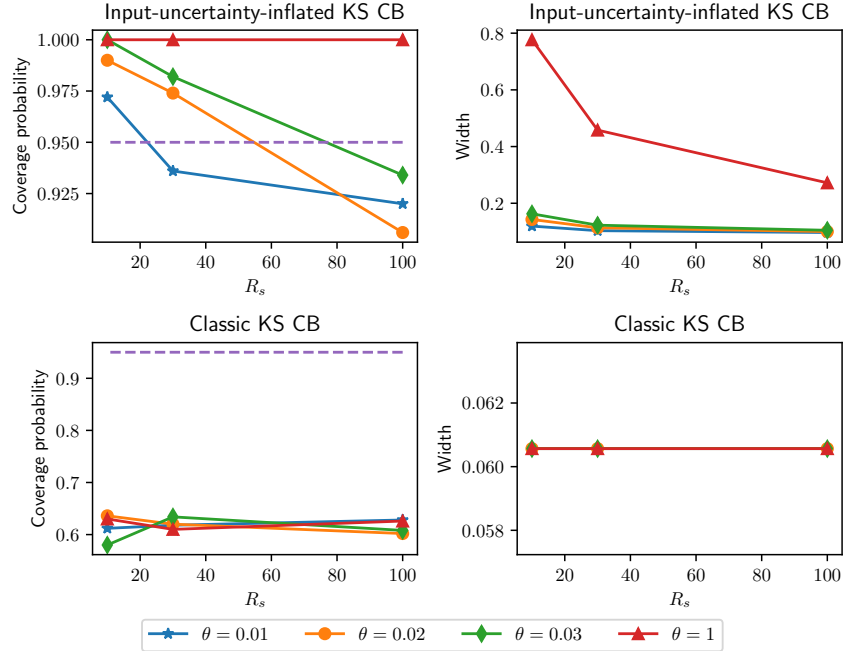 Input-uncertainty-inflated KS CB
Coverage probability
1.000
0.975
0.950
0.925
20 40 60 80 100
R_s
Input-uncertainty-inflated KS CB
Width
0.8
0.6
0.4
0.2
20 40 60 80 100
R_s
Classic KS CB
Coverage probability
0.9
0.8
0.7
0.6
20 40 60 80 100
R_s
Classic KS CB
Width
0.062
0.060
0.058
20 40 60 80 100
R_s
θ = 0.01 θ = 0.02 θ = 0.03 θ = 1